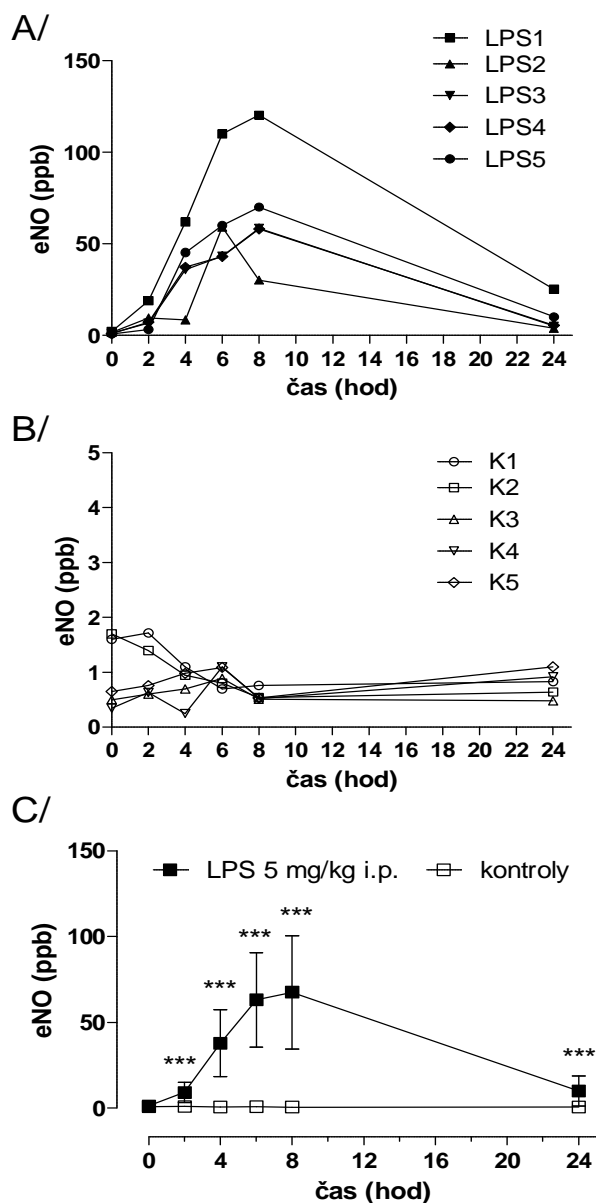 A/
LPS1
LPS2
LPS3
LPS4
LPS5
150
100
50
0
eNO (ppb)
0 2 4 6 8 10 12 14 16 18 20 22 24
čas (hod)
B/
K1
K2
K3
K4
K5
5
4
3
2
1
0
eNO (ppb)
0 2 4 6 8 10 12 14 16 18 20 22 24
čas (hod)
C/
LPS 5 mg/kg i.p. kontroly
150
100
50
0
eNO (ppb)
*** *** *** *** ***
0 2 4 6 8 12 16 20 24
čas (hod)